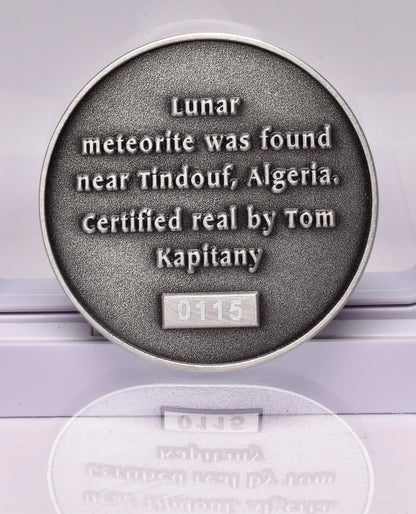 Lunar
meteorite was found
near Tindouf, Algeria.
Certified real by Tom
Kapitany
0115